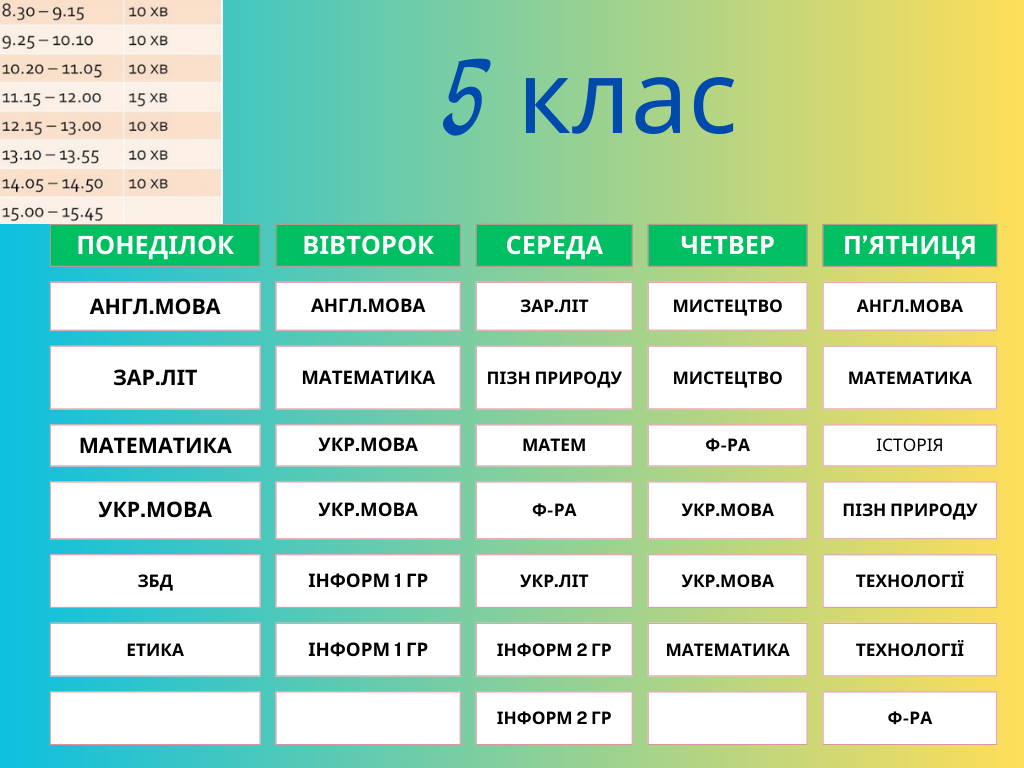 8.30 – 9.15 10 хв
9.25 – 10.10 10 хв
10.20 – 11.05 10 хв
11.15 – 12.00 15 хв
12.15 – 13.00 10 хв
13.10 – 13.55 10 хв
14.05 – 14.50 10 хв
15.00 – 15.45
5 клас
ПОНЕДІЛОК ВІВТОРОК СЕРЕДА ЧЕТВЕР П’ЯТНИЦЯ
АНГЛ.МОВА АНГЛ.МОВА ЗАР.ЛІТ МИСТЕЦТВО АНГЛ.МОВА
ЗАР.ЛІТ МАТЕМАТИКА ПІЗН ПРИРОДУ МИСТЕЦТВО МАТЕМАТИКА
МАТЕМАТИКА УКР.МОВА МАТЕМ Ф-РА ІСТОРІЯ
УКР.МОВА УКР.МОВА Ф-РА УКР.МОВА ПІЗН ПРИРОДУ
ЗБД ІНФОРМ 1 ГР УКР.ЛІТ УКР.МОВА ТЕХНОЛОГІЇ
ЕТИКА ІНФОРМ 1 ГР ІНФОРМ 2 ГР МАТЕМАТИКА ТЕХНОЛОГІЇ
ІНФОРМ 2 ГР Ф-РА